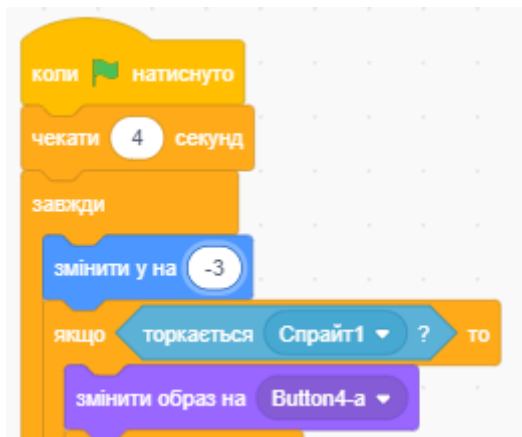 коли натиснуто
чекати 4 секунд
завжди
змінити y на -3
якщо торкається Спрайт1 ? то
змінити образ на Button4-a